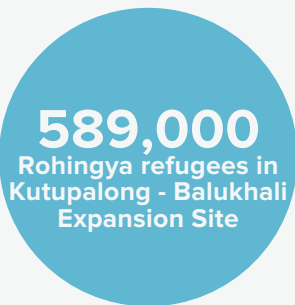 589,000
Rohingya refugees in
Kutupalong - Balukhali
Expansion Site